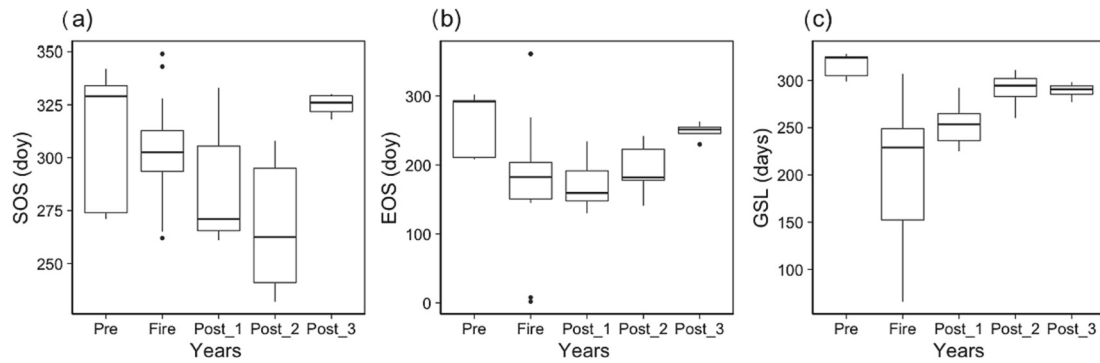 (a)
SOS (doy)
350
325
300
275
250
Pre Fire Post_1 Post_2 Post_3
Years
(b)
EOS (doy)
300
200
100
0
Pre Fire Post_1 Post_2 Post_3
Years
(c)
GSL (days)
300
250
200
150
100
Pre Fire Post_1 Post_2 Post_3
Years